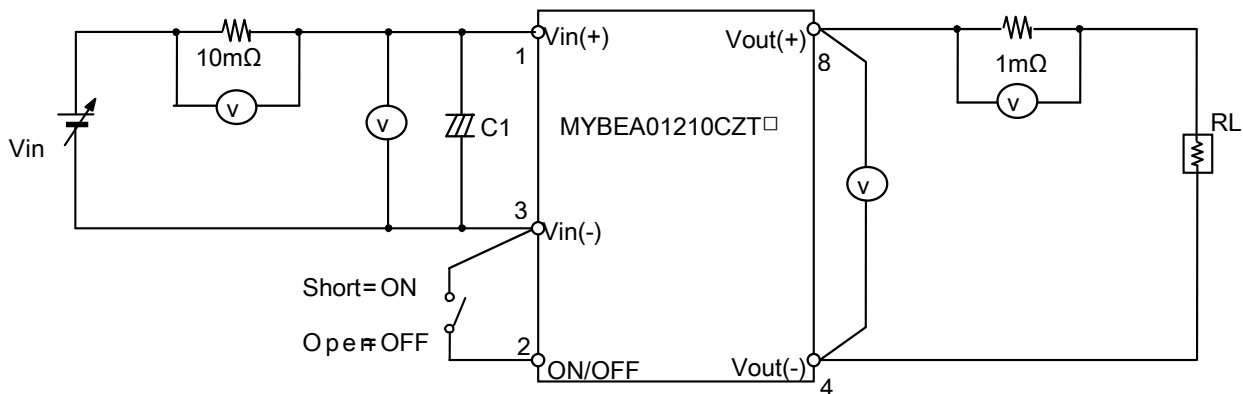 Vin(+)
Vout(+)
1
8
10mΩ
1mΩ
v
v
v
C1
MYBEA01210CZT□
v
v
RL
Vin
3
Vin(-)
Short=ON
Open=OFF
2
ON/OFF
Vout(-)
4